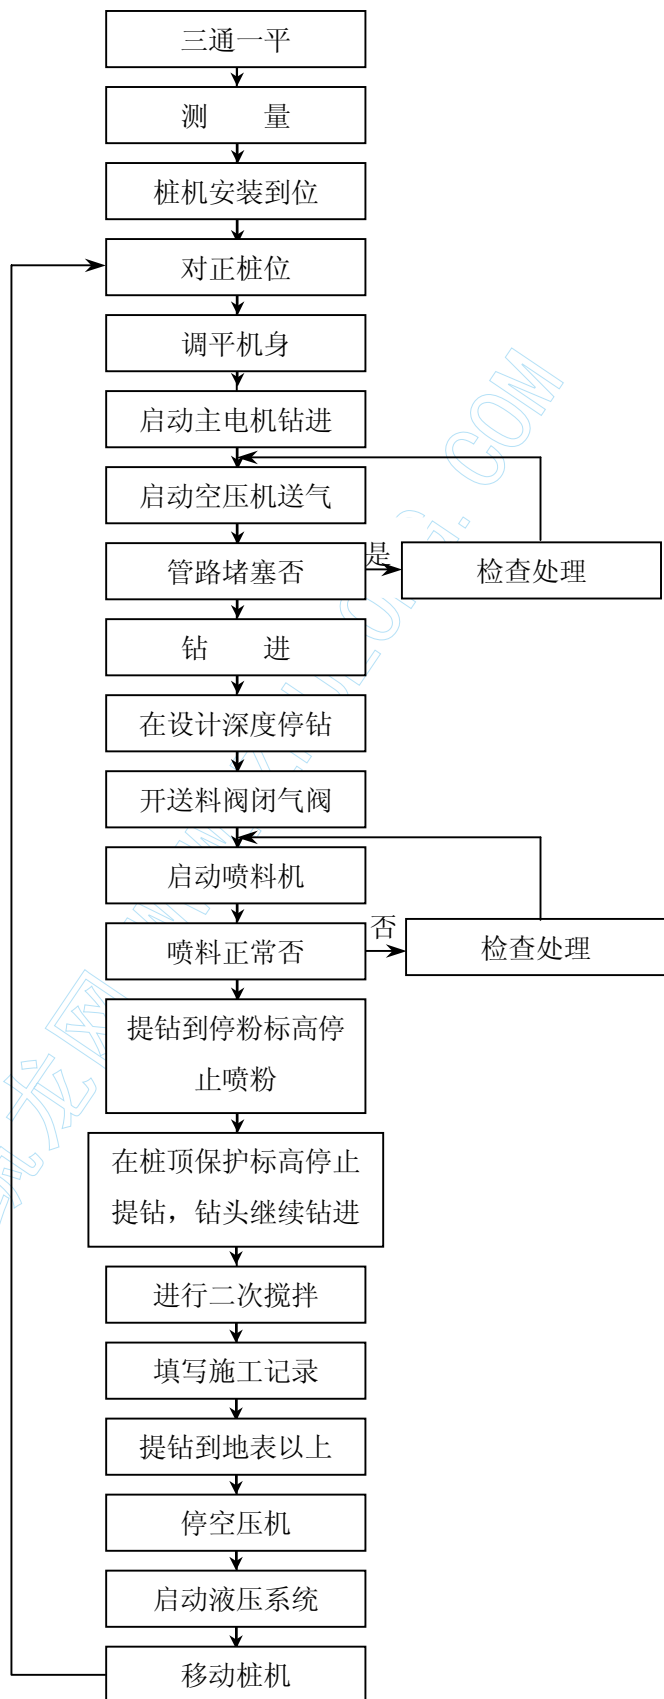 三通一平
测 量
桩机安装到位
对正桩位
调平机身
启动主电机钻进
启动空压机送气
管路堵塞否
是
检查处理
钻 进
在设计深度停钻
开送料阀闭气阀
启动喷料机
喷料正常否
否
检查处理
提钻到停粉标高停
止喷粉
在桩顶保护标高停止
提钻，钻头继续钻进
进行二次搅拌
填写施工记录
提钻到地表以上
停空压机
启动液压系统
移动桩机